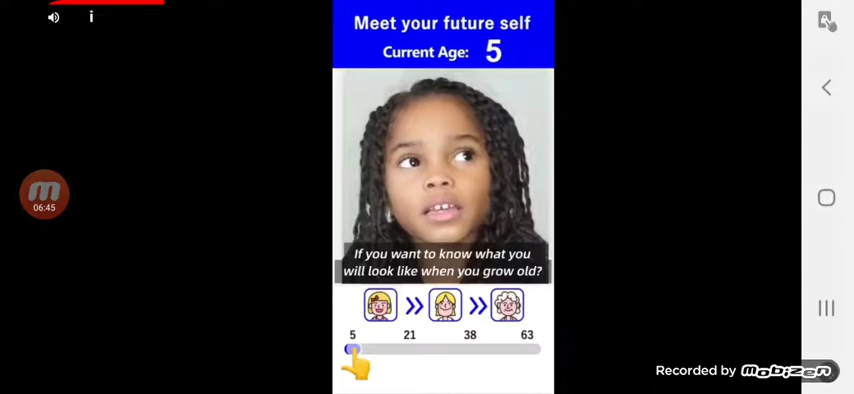 i
Meet your future self
Current Age: 5
If you want to know what you
will look like when you grow old?
5 21 38 63
06:45
Recorded by mobizen